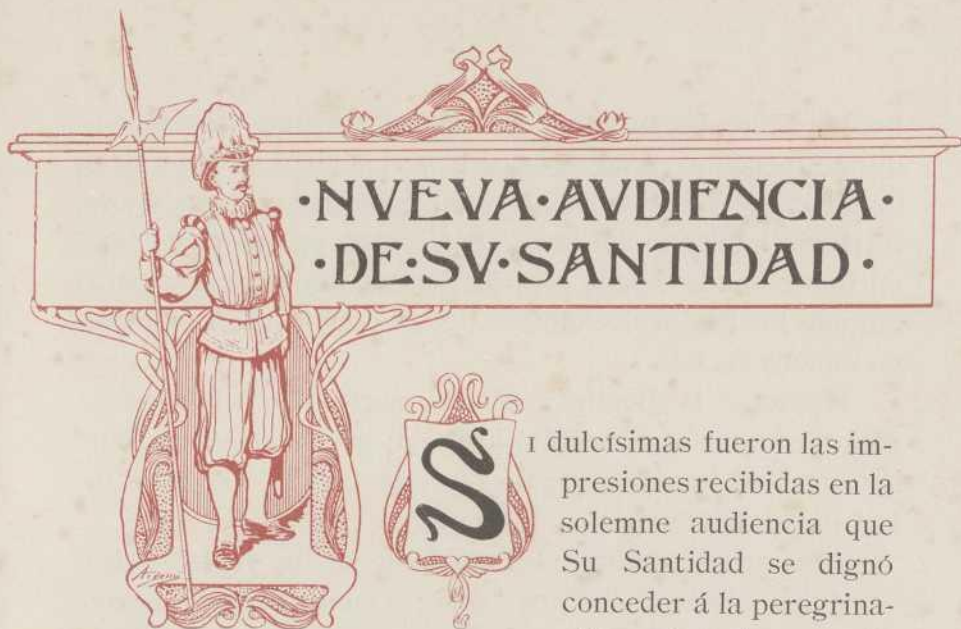 ·NVEVA·AVDIENCIA·
·DE·SV·SANTIDAD·
SI dulcísimas fueron las im-
presiones recibidas en la
solemne audiencia que
Su Santidad se dignó
conceder á la peregrina-